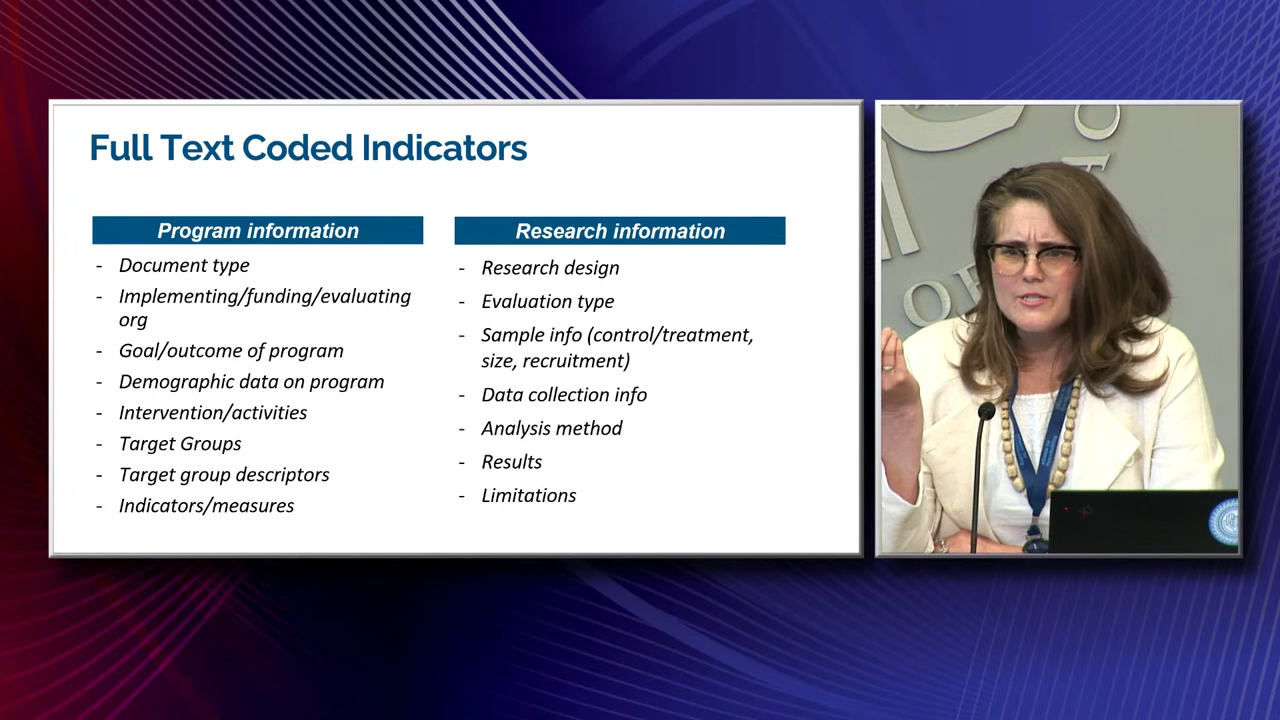 Full Text Coded Indicators
Program information
- Document type
- Implementing/funding/evaluating
org
- Goal/outcome of program
- Demographic data on program
- Intervention/activities
- Target Groups
- Target group descriptors
- Indicators/measures
Research information
- Research design
- Evaluation type
- Sample info (control/treatment,
size, recruitment)
- Data collection info
- Analysis method
- Results
- Limitations
OF